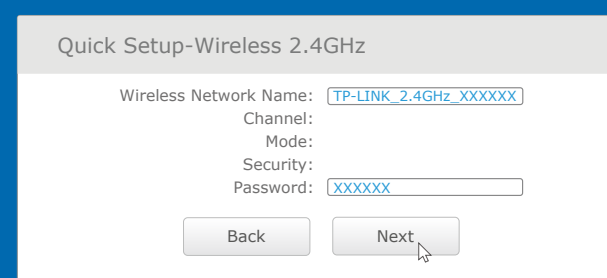 Quick Setup-Wireless 2.4GHz
Wireless Network Name: TP-LINK_2.4GHz_XXXXXX
Channel:
Mode:
Security:
Password: XXXXXX
Back Next